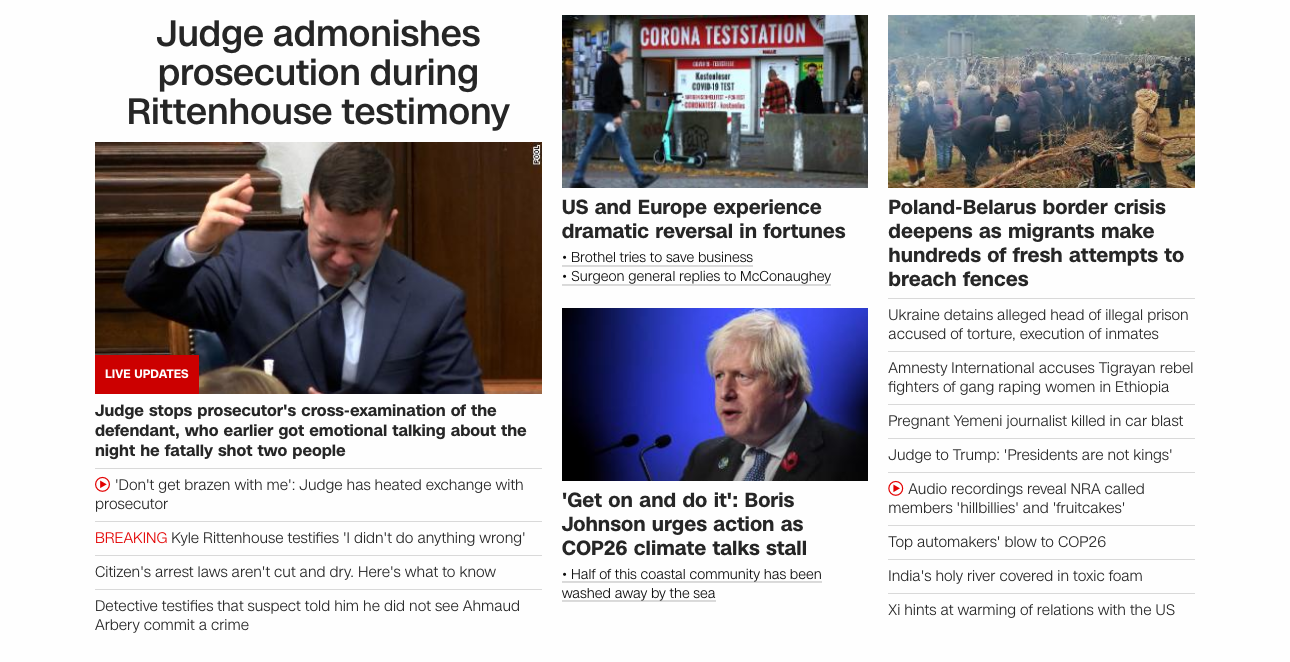 Judge admonishes
prosecution during
Rittenhouse testimony
POOL
LIVE UPDATES
Judge stops prosecutor's cross-examination of the
defendant, who earlier got emotional talking about the
night he fatally shot two people
'Don't get brazen with me': Judge has heated exchange with
prosecutor
BREAKING Kyle Rittenhouse testifies 'I didn't do anything wrong'
Citizen's arrest laws aren't cut and dry. Here's what to know
Detective testifies that suspect told him he did not see Ahmaud
Arbery commit a crime
CORONA TESTSTATION
Kostenloser
COVID-19 TEST
US and Europe experience
dramatic reversal in fortunes
• Brothel tries to save business
• Surgeon general replies to McConaughey
'Get on and do it': Boris
Johnson urges action as
COP26 climate talks stall
• Half of this coastal community has been
washed away by the sea
Poland-Belarus border crisis
deepens as migrants make
hundreds of fresh attempts to
breach fences
Ukraine detains alleged head of illegal prison
accused of torture, execution of inmates
Amnesty International accuses Tigrayan rebel
fighters of gang raping women in Ethiopia
Pregnant Yemeni journalist killed in car blast
Judge to Trump: 'Presidents are not kings'
Audio recordings reveal NRA called
members 'hillbillies' and 'fruitcakes'
Top automakers' blow to COP26
India's holy river covered in toxic foam
Xi hints at warming of relations with the US